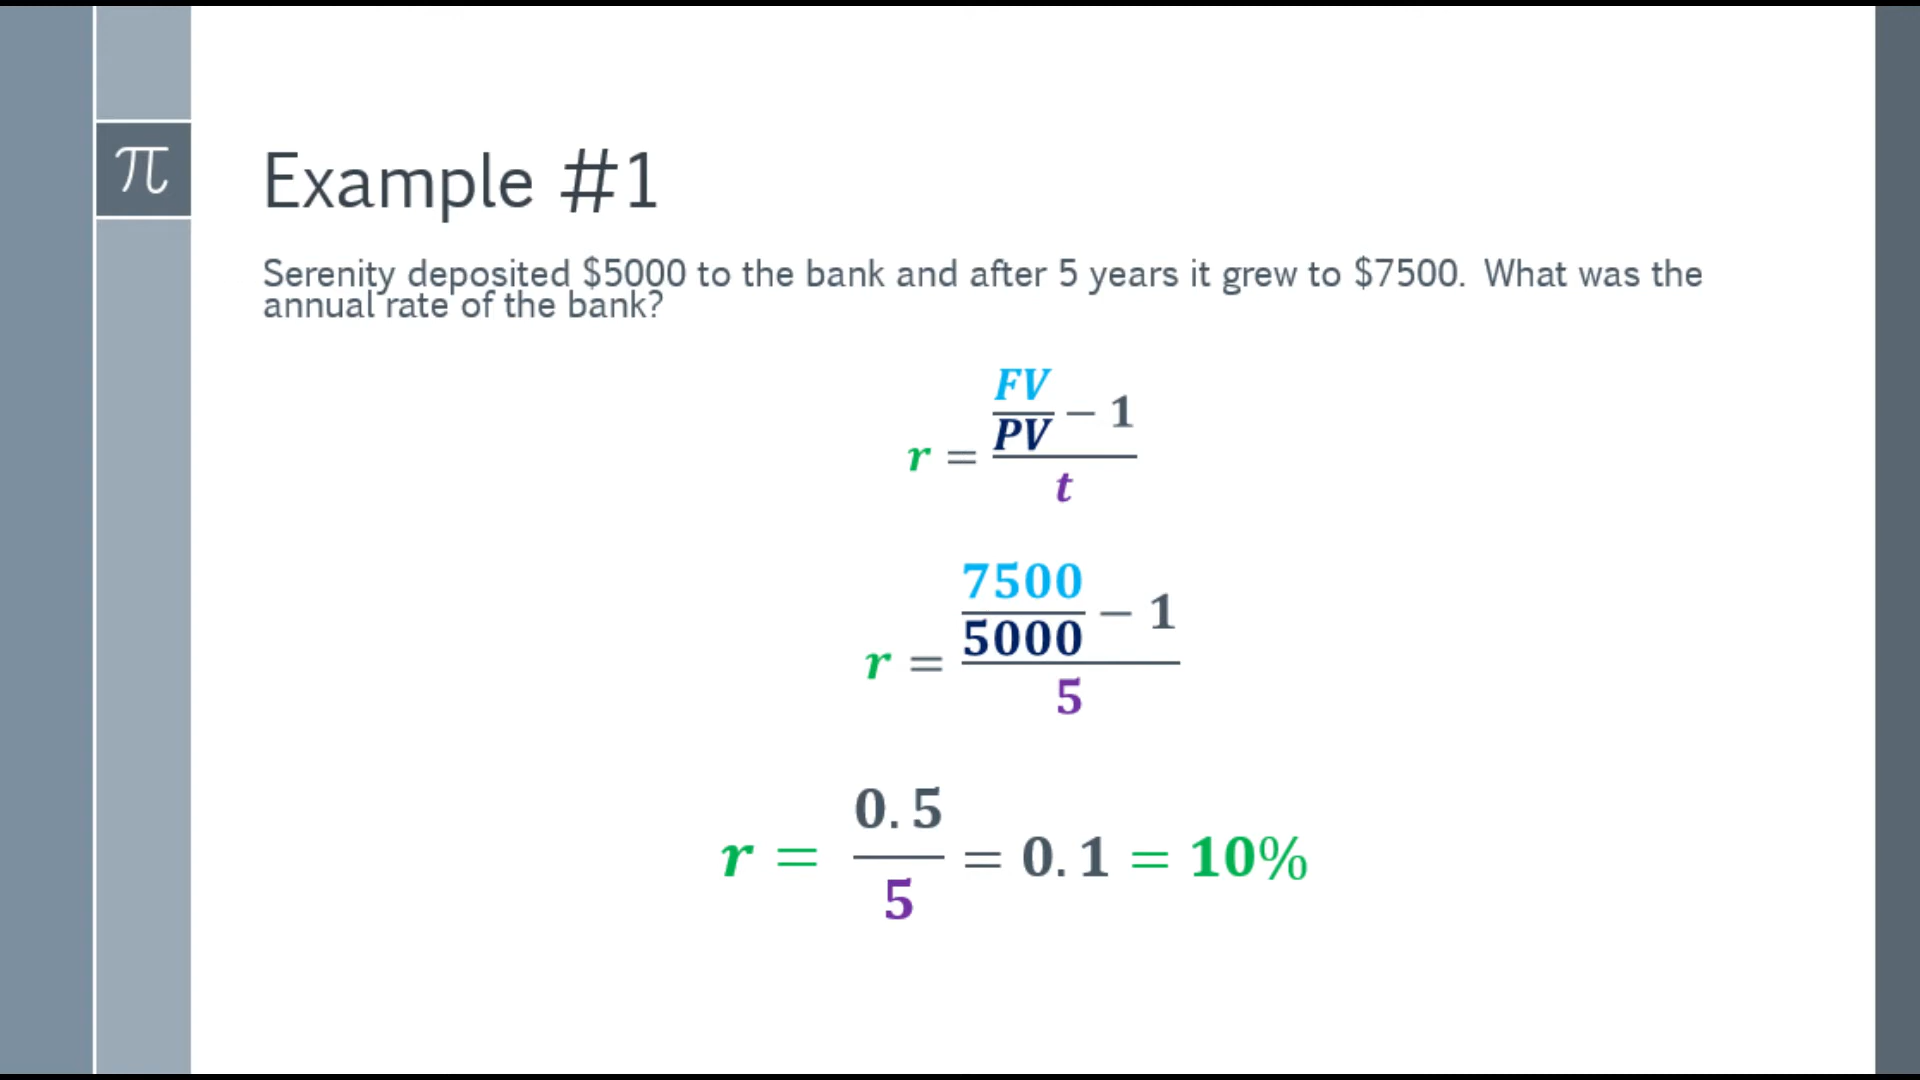 π
Example #1
Serenity deposited $5000 to the bank and after 5 years it grew to $7500. What was the
annual rate of the bank?
FV
PV
− 1
r =
t
7500
5000
− 1
r =
5
r = 0.5 / 5 = 0.1 = 10%